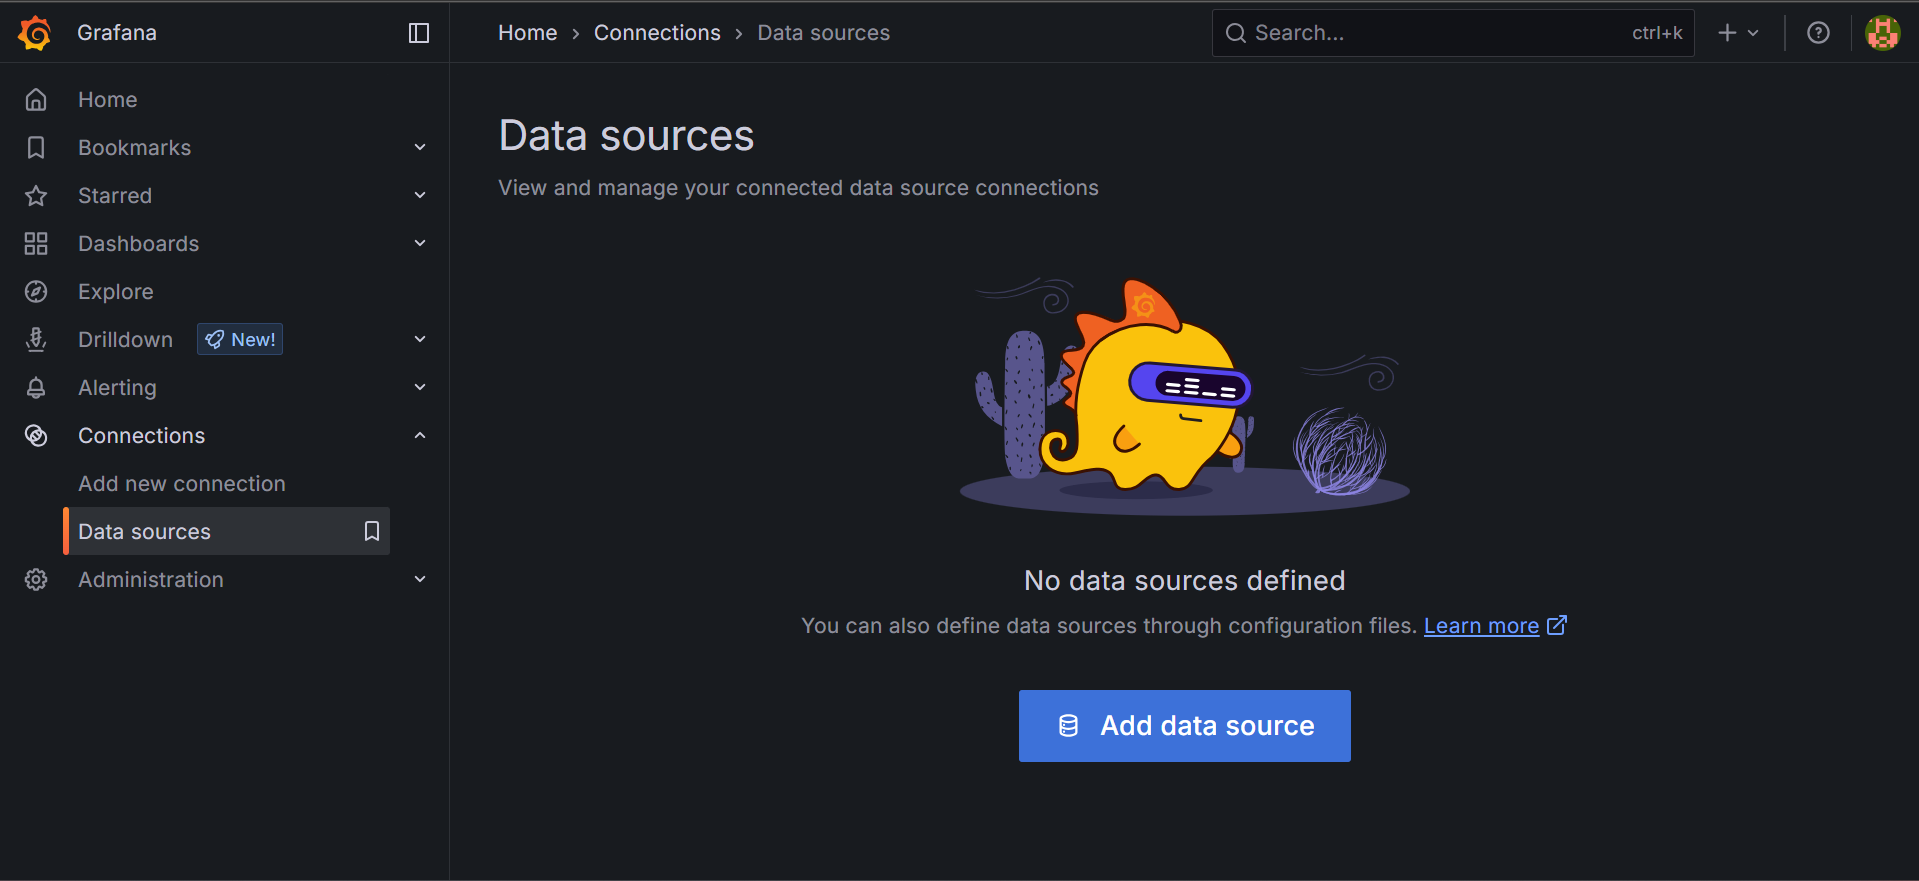 Grafana
Home
Connections
Data sources
Search...
ctrl+k
Home
Bookmarks
Starred
Dashboards
Explore
Drilldown
New!
Alerting
Connections
Add new connection
Data sources
Administration
Data sources
View and manage your connected data source connections
No data sources defined
You can also define data sources through configuration files. Learn more
Add data source